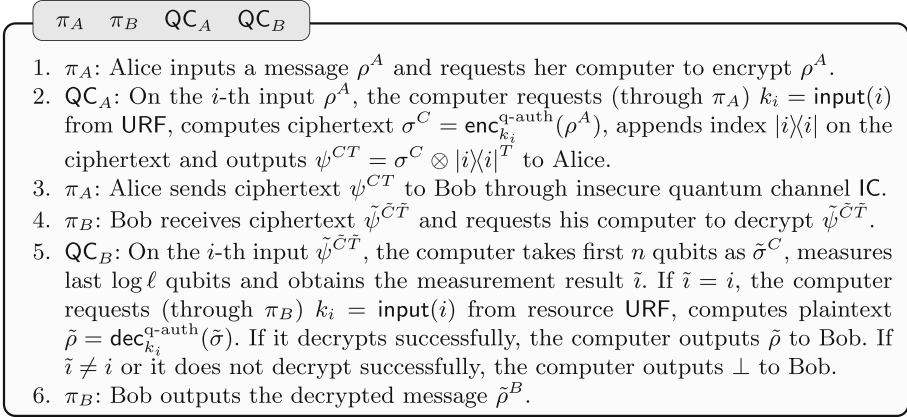 π_A π_B QC_A QC_B
1. π_A: Alice inputs a message ρ^A and requests her computer to encrypt ρ^A.
2. QC_A: On the i-th input ρ^A, the computer requests (through π_A) k_i = input(i)
from URF, computes ciphertext σ^C = enc^{q-auth}_{k_i}(ρ^A), appends index |i⟩⟨i| on the
ciphertext and outputs ψ^{CT} = σ^C ⊗ |i⟩⟨i|^T to Alice.
3. π_A: Alice sends ciphertext ψ^{CT} to Bob through insecure quantum channel IC.
4. π_B: Bob receives ciphertext ψ̃^{C̃T̃} and requests his computer to decrypt ψ̃^{C̃T̃}.
5. QC_B: On the i-th input ψ̃^{C̃T̃}, the computer takes first n qubits as σ̃^C, measures
last log ℓ qubits and obtains the measurement result ĩ. If ĩ = i, the computer
requests (through π_B) k_i = input(i) from resource URF, computes plaintext
ρ̃ = dec^{q-auth}_{k_i}(σ̃). If it decrypts successfully, the computer outputs ρ̃ to Bob. If
ĩ ≠ i or it does not decrypt successfully, the computer outputs ⊥ to Bob.
6. π_B: Bob outputs the decrypted message ρ̃^B.